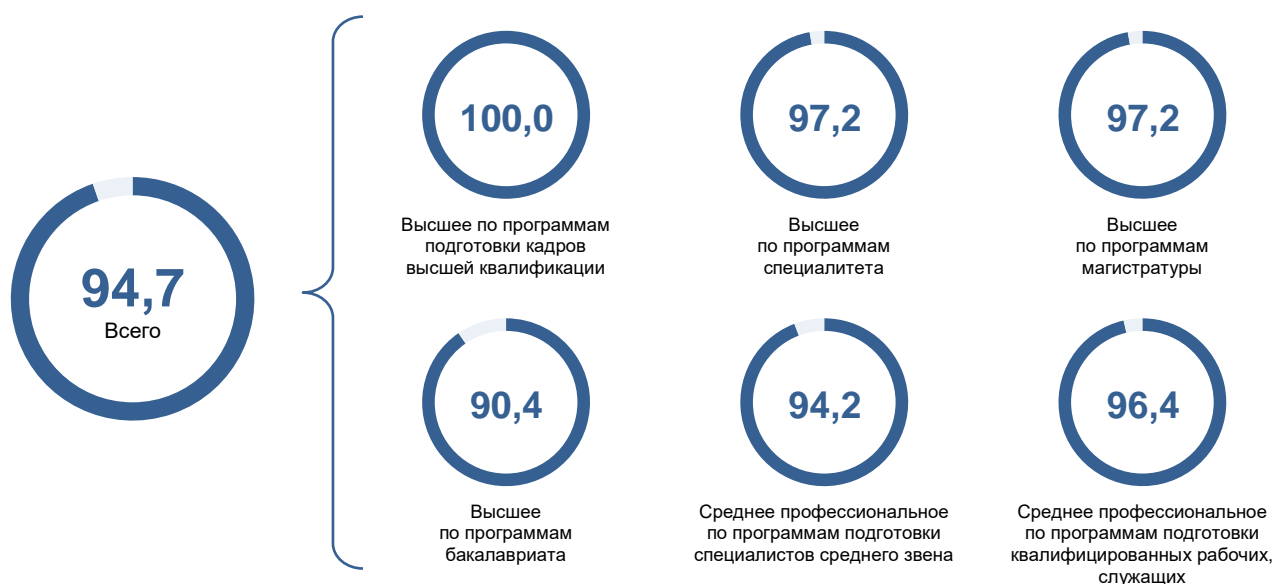 94,7
Всего
100,0
Высшее по программам
подготовки кадров
высшей квалификации
97,2
Высшее
по программам
специалитета
97,2
Высшее
по программам
магистратуры
90,4
Высшее
по программам
бакалавриата
94,2
Среднее профессиональное
по программам подготовки
специалистов среднего звена
96,4
Среднее профессиональное
по программам подготовки
квалифицированных рабочих,
служащих